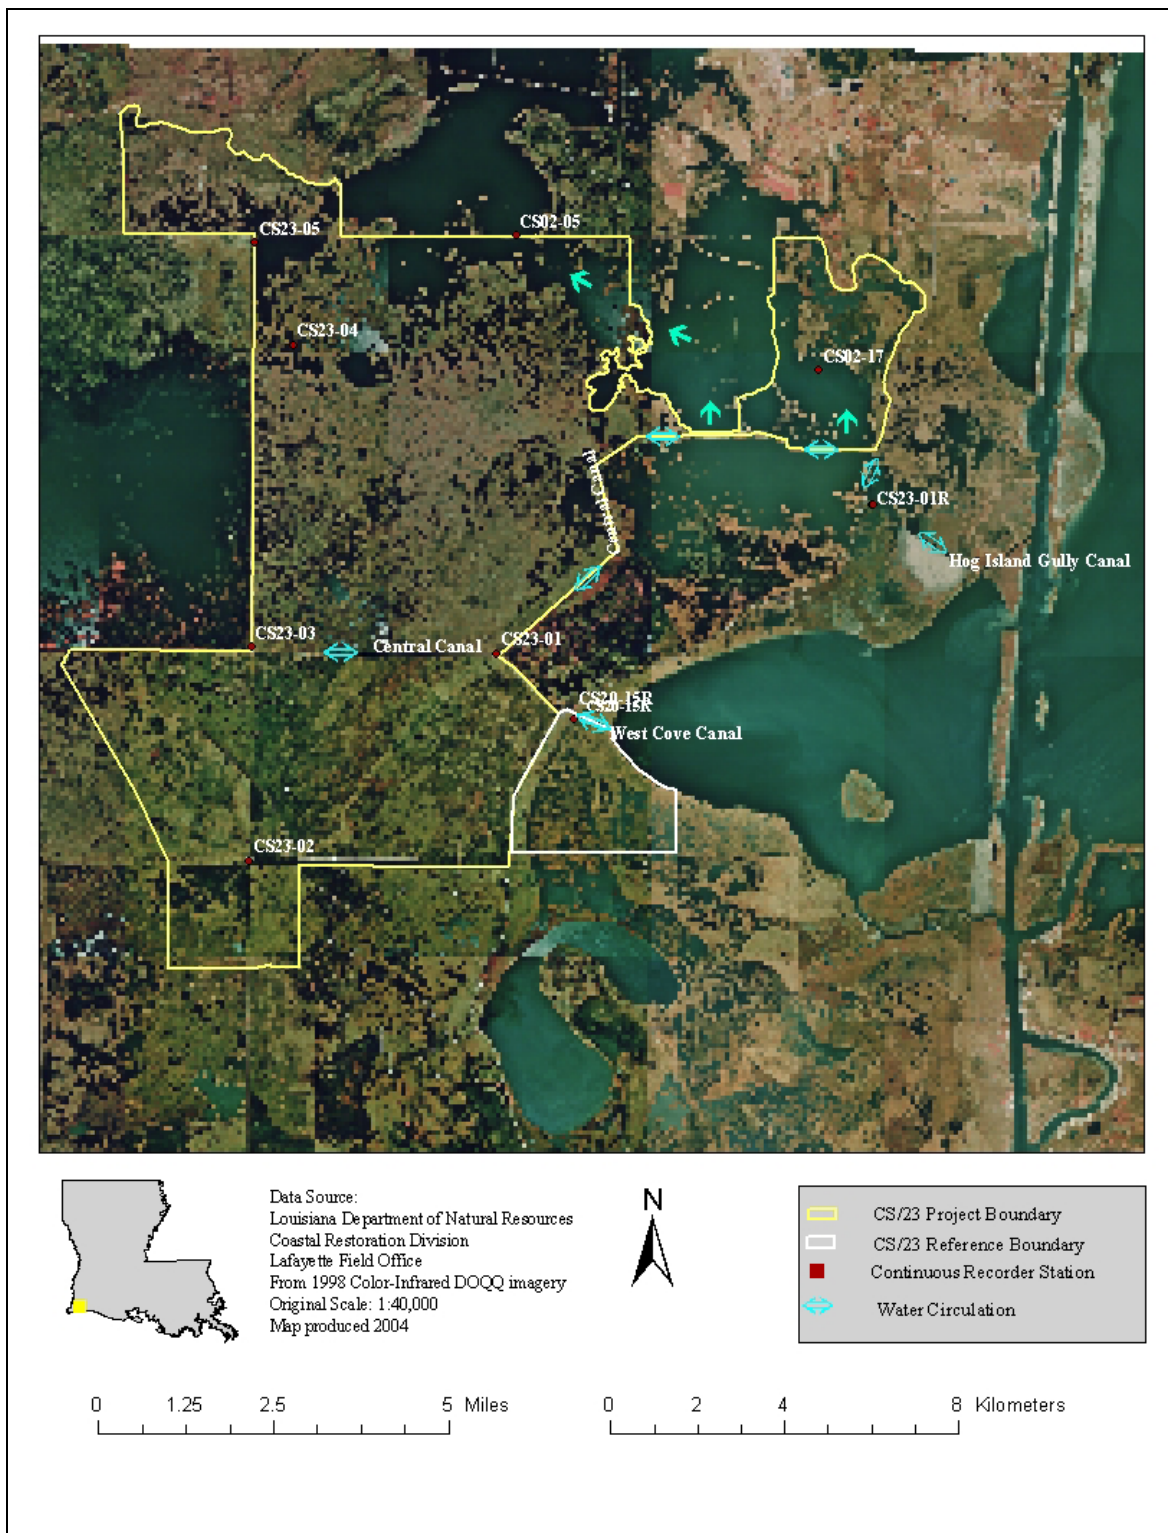 CS02-05
CS23-05
CS23-04
CS02-17
Central Canal
CS23-01R
Hog Island Gully Canal
CS23-03
Central Canal
CS23-01
CS20-15R
CS20-15R
West Cove Canal
CS23-02
Data Source:
Louisiana Department of Natural Resources
Coastal Restoration Division
Lafayette Field Office
From 1998 Color-Infrared DOQQ imagery
Original Scale: 1:40,000
Map produced 2004
N
CS/23 Project Boundary
CS/23 Reference Boundary
Continuous Recorder Station
Water Circulation
0 1.25 2.5 5 Miles
0 2 4 8 Kilometers